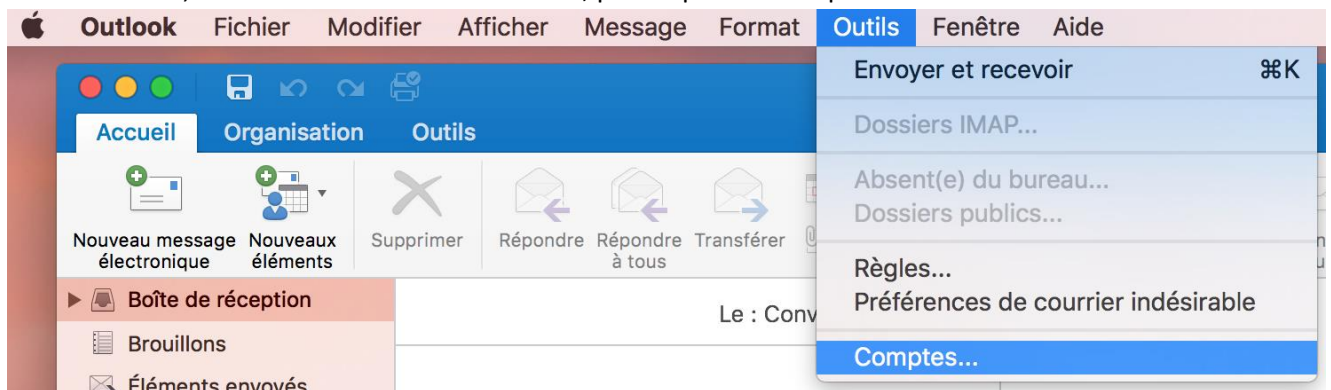 Outlook Fichier Modifier Afficher Message Format Outils Fenêtre Aide
Envoyer et recevoir ⌘K
Dossiers IMAP...
Absent(e) du bureau...
Dossiers publics...
Règles...
Préférences de courrier indésirable
Comptes...
Accueil Organisation Outils
Nouveau message électronique
Nouveaux éléments
Supprimer
Répondre
Répondre à tous
Transférer
Boîte de réception
Le : Conv
Brouillons
Éléments envoyés